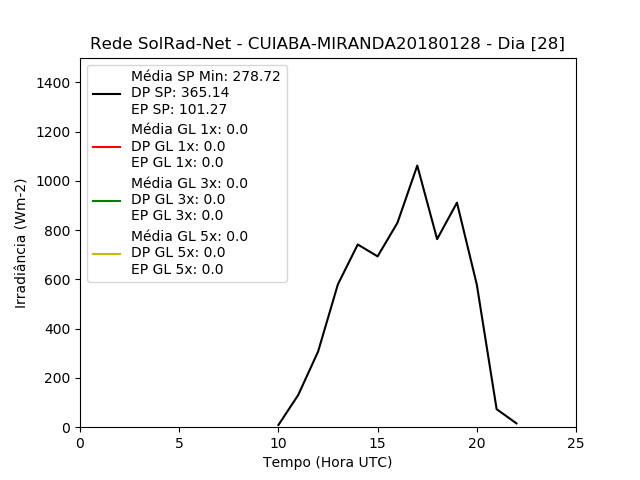 Rede SolRad-Net - CUIABA-MIRANDA20180128 - Dia [28]
Média SP Min: 278.72
DP SP: 365.14
EP SP: 101.27
Média GL 1x: 0.0
DP GL 1x: 0.0
EP GL 1x: 0.0
Média GL 3x: 0.0
DP GL 3x: 0.0
EP GL 3x: 0.0
Média GL 5x: 0.0
DP GL 5x: 0.0
EP GL 5x: 0.0
Irradiância (Wm-2)
1400
1200
1000
800
600
400
200
0
0 5 10 15 20 25
Tempo (Hora UTC)